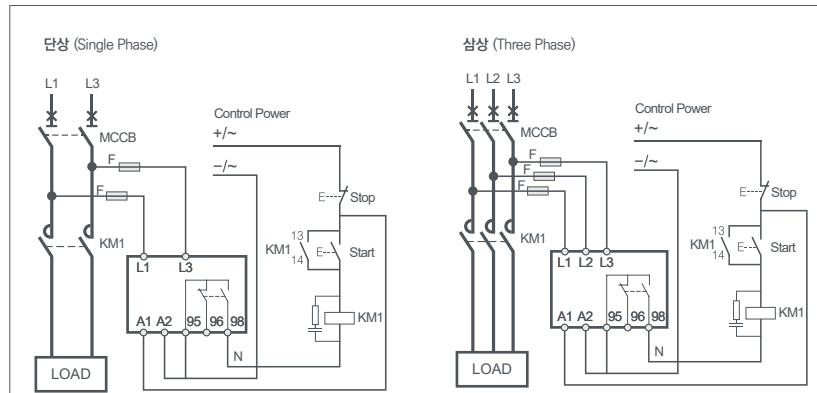 단상 (Single Phase)
L1 L3
Control Power
+/~
MCCB
F
−/~
F
E
Stop
13
KM1
E
Start
14
KM1
L1 L3
KM1
A1 A2 95 96 98
N
LOAD
삼상 (Three Phase)
L1 L2 L3
Control Power
+/~
MCCB
F
−/~
F
F
E
Stop
13
KM1
E
Start
14
KM1
L1 L2 L3
KM1
A1 A2 95 96 98
N
LOAD